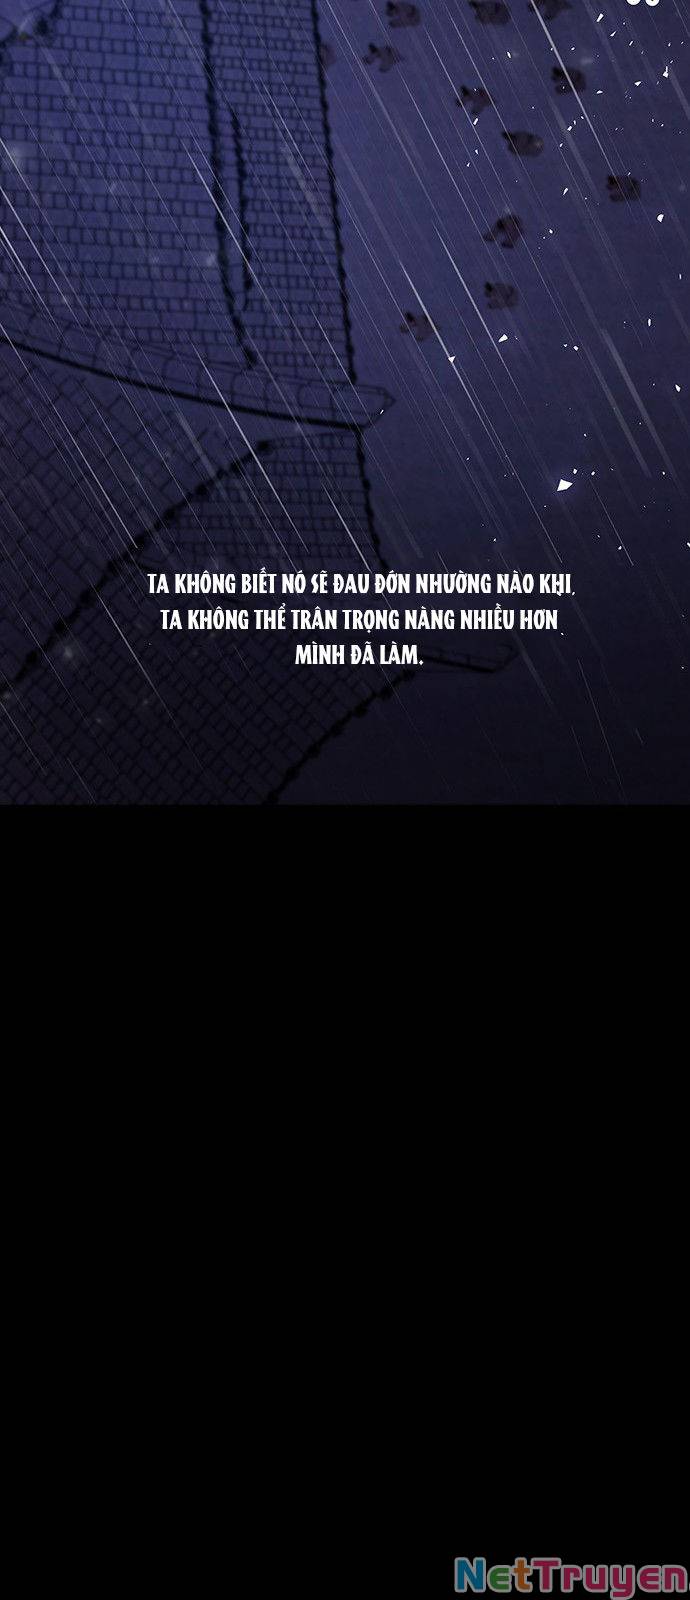 TA KHÔNG BIẾT NÓ SẼ ĐAU ĐỚN NHƯỜNG NÀO KHI
TA KHÔNG THỂ TRÂN TRỌNG NÀNG NHIỀU HƠN
MÌNH ĐÃ LÀM.
NetTruyen